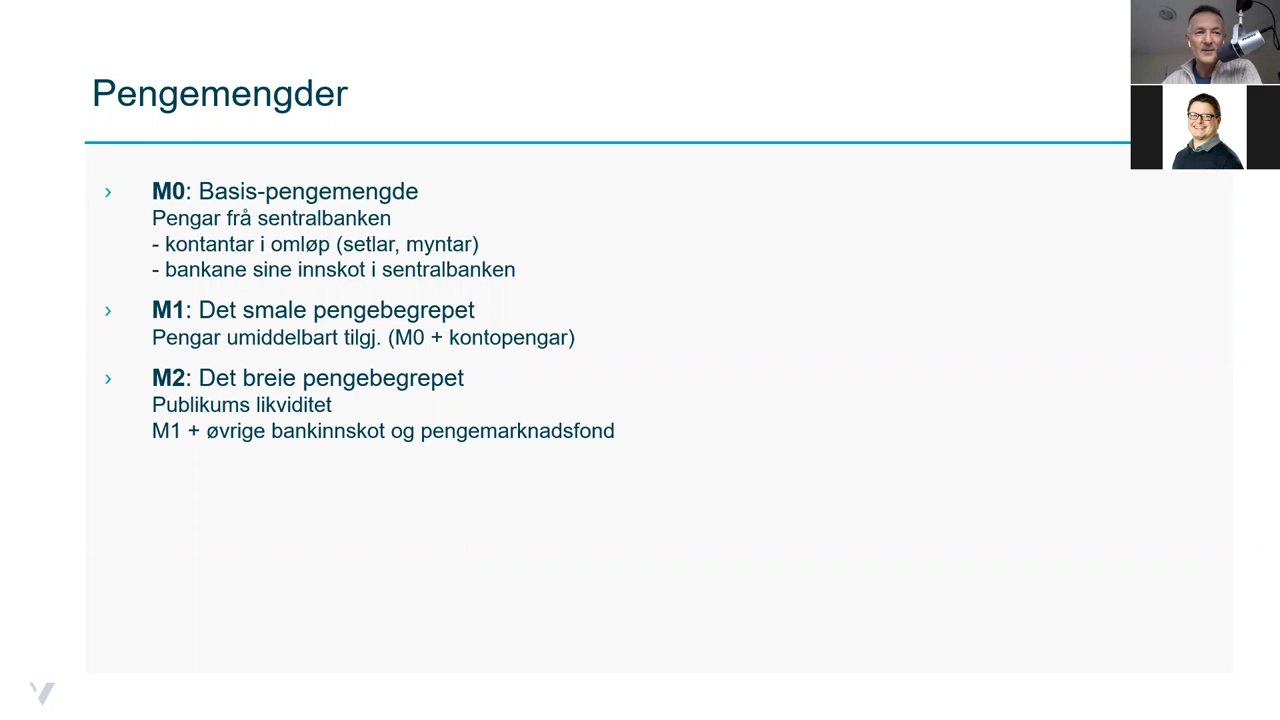 Pengemengder
› M0: Basis-pengemengde
Pengar frå sentralbanken
- kontantar i omløp (setlar, myntar)
- bankane sine innskot i sentralbanken
› M1: Det smale pengebegrepet
Pengar umiddelbart tilgj. (M0 + kontopengar)
› M2: Det breie pengebegrepet
Publikums likviditet
M1 + øvrige bankinnskot og pengemarknadsfond